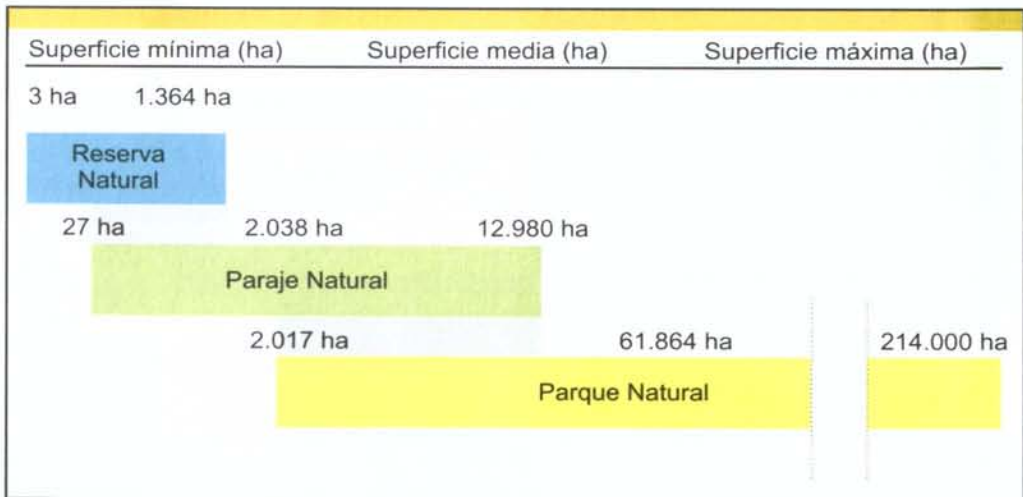 Superficie mínima (ha) Superficie media (ha) Superficie máxima (ha)
3 ha 1.364 ha
Reserva
Natural
27 ha 2.038 ha 12.980 ha
Paraje Natural
2.017 ha 61.864 ha 214.000 ha
Parque Natural